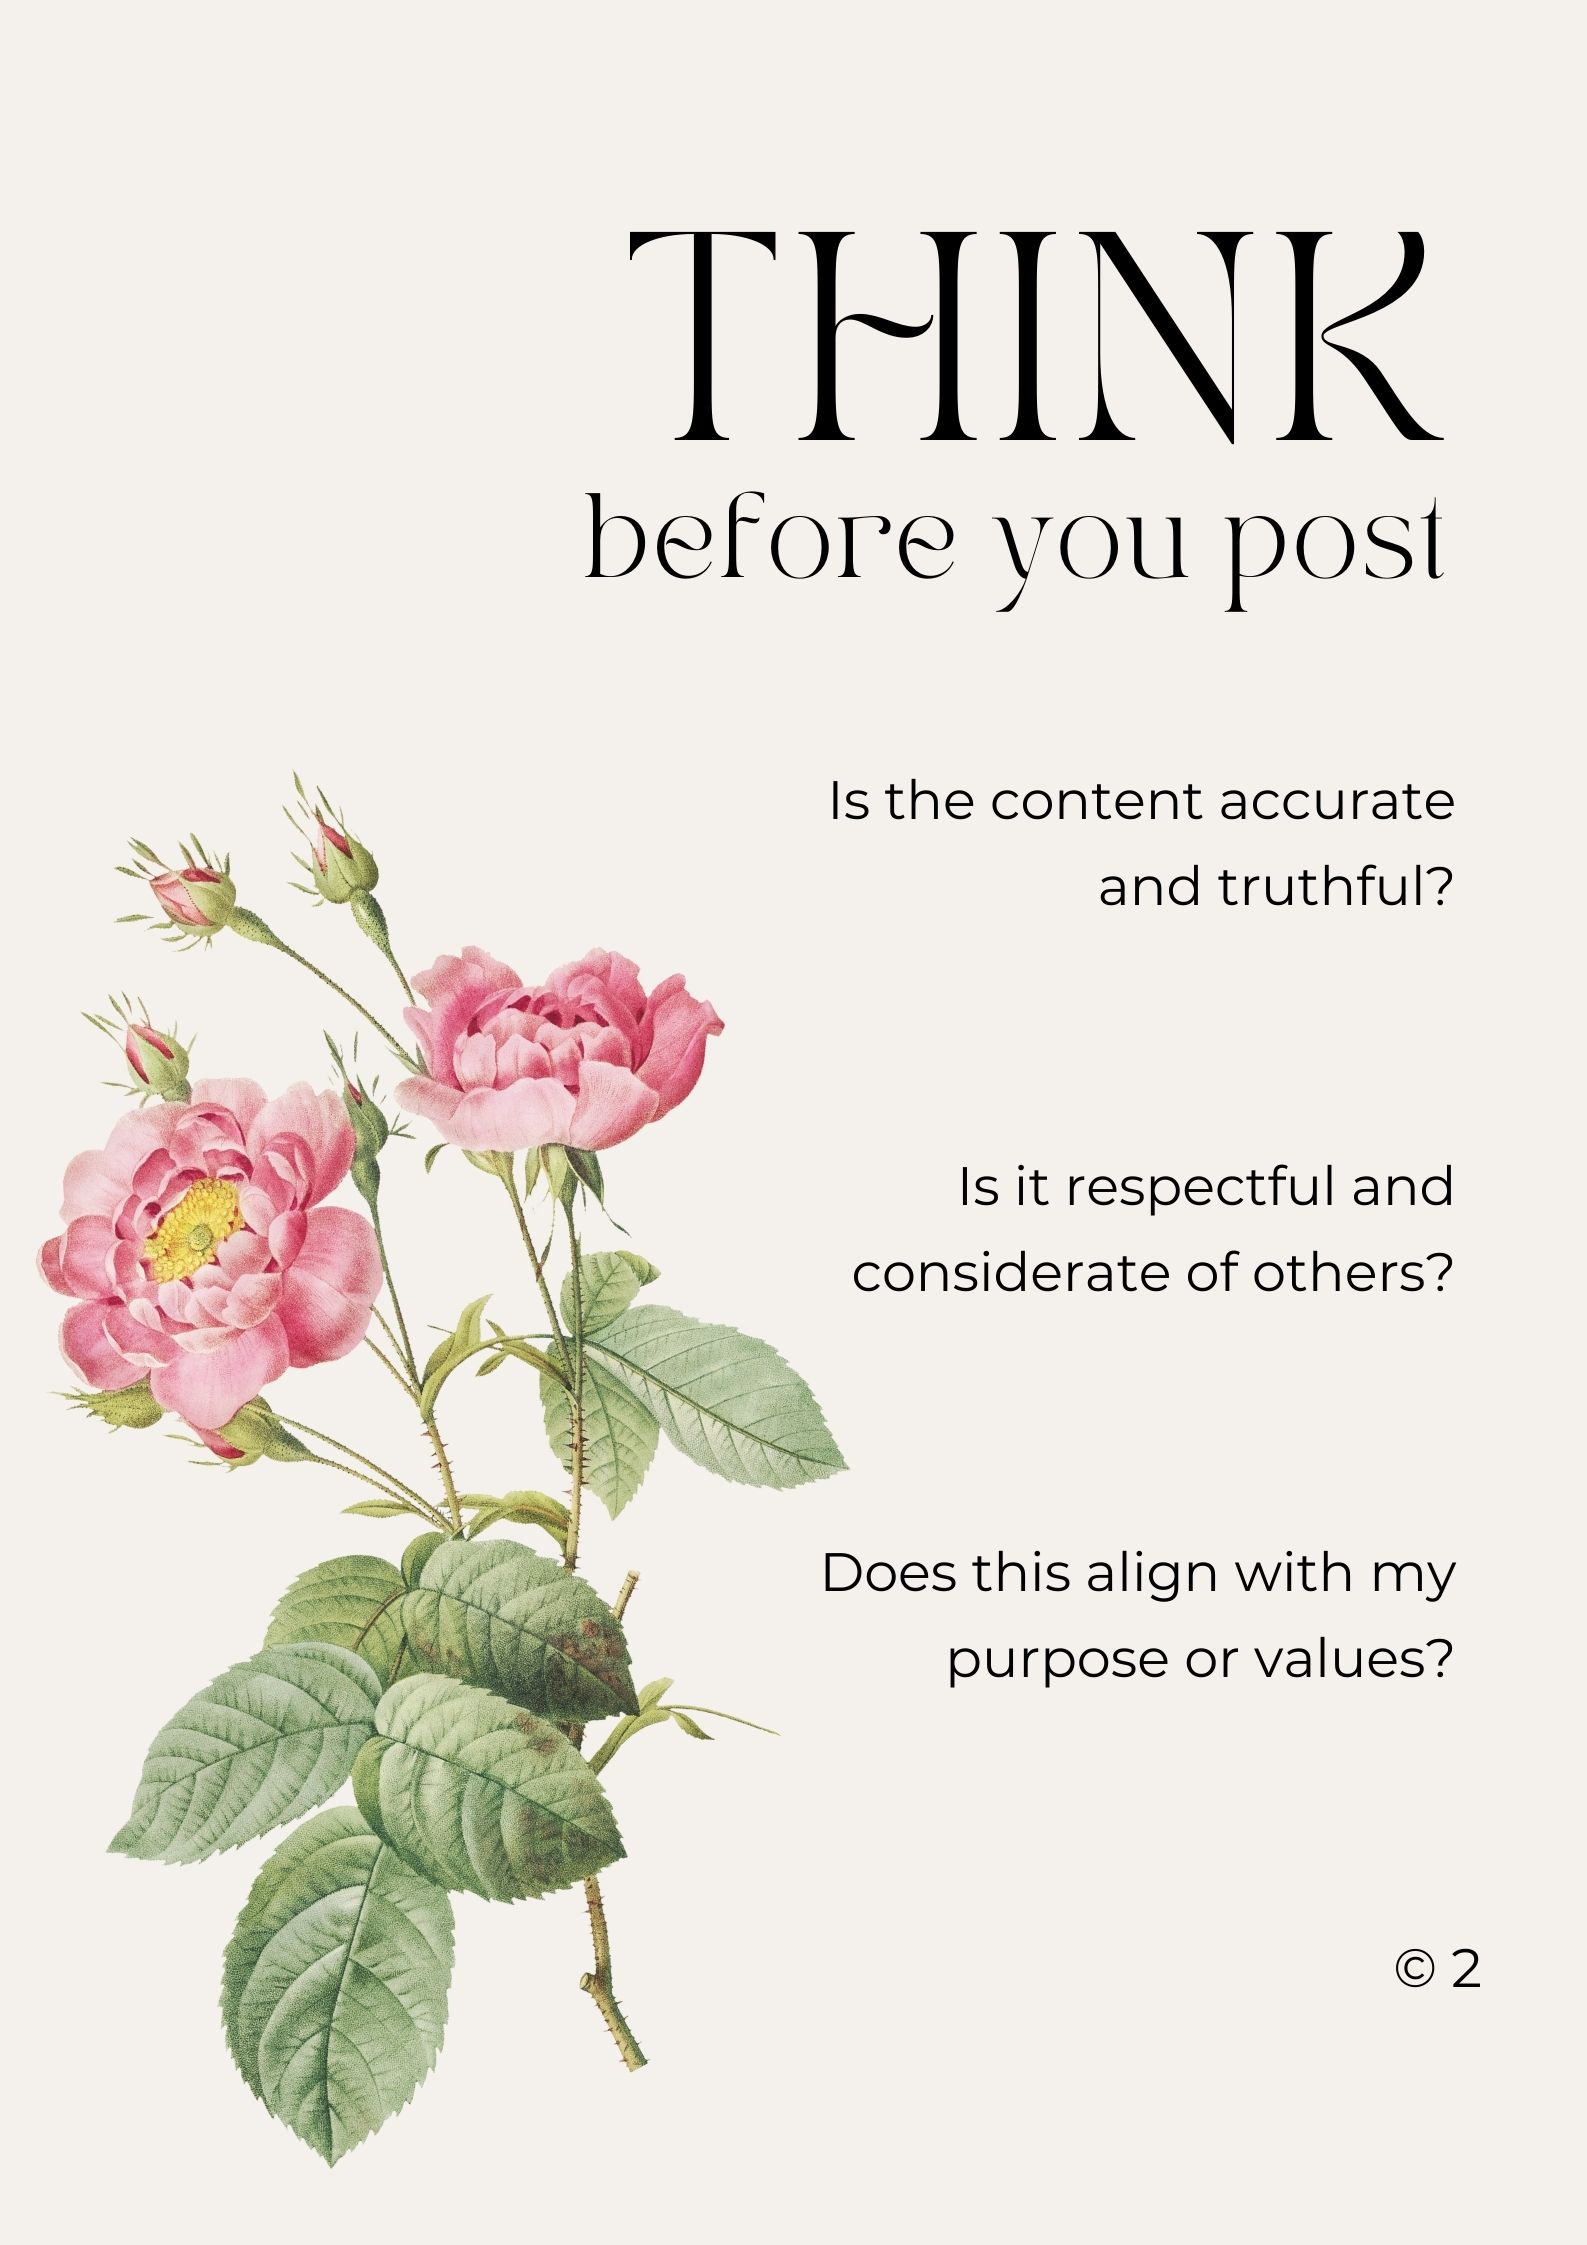 THINK
before you post
Is the content accurate
and truthful?
Is it respectful and
considerate of others?
Does this align with my
purpose or values?
© 2